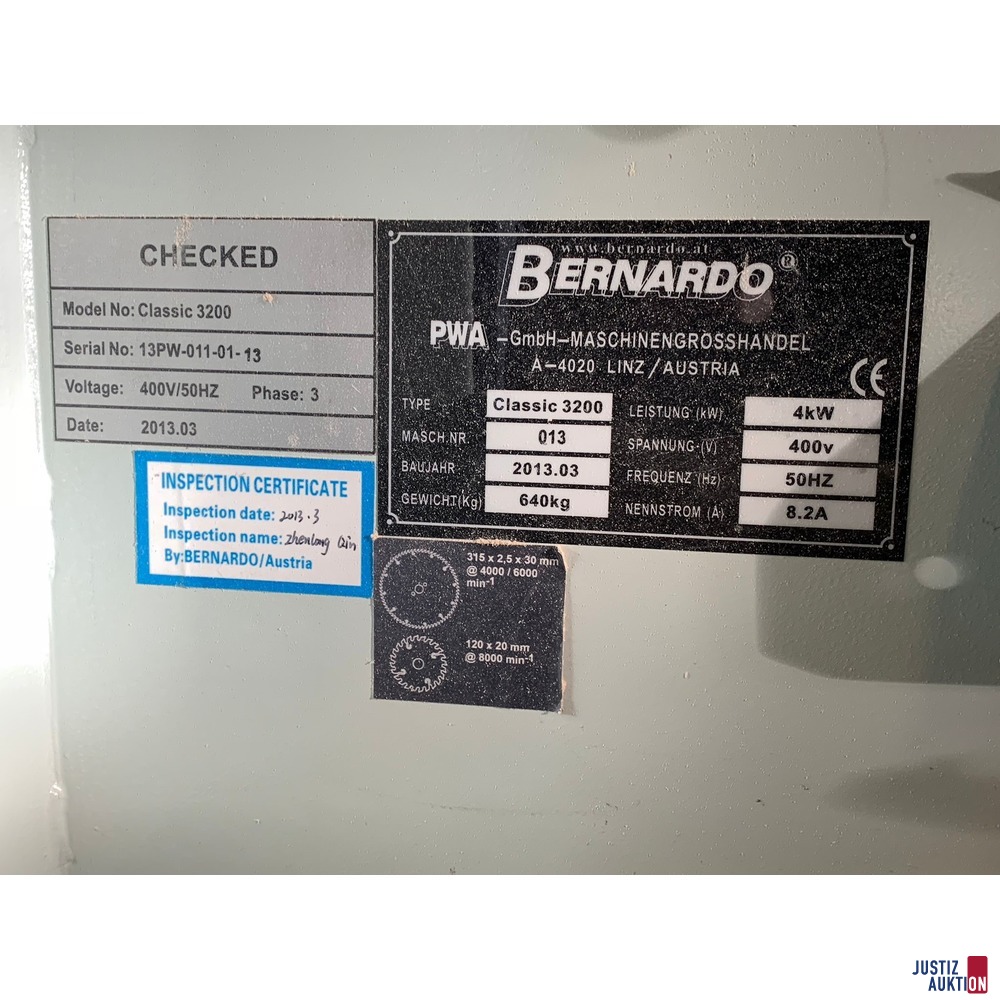 CHECKED
Model No: Classic 3200
Serial No: 13PW-011-01-13
Voltage: 400V/50HZ Phase: 3
Date: 2013.03
INSPECTION CERTIFICATE
Inspection date: 2013.3
Inspection name: Zhenlong Qin
By:BERNARDO/Austria
www.bernardo.at
BERNARDO®
PWA -GmbH-MASCHINENGROSSHANDEL
A-4020 LINZ/AUSTRIA
CE
TYPE Classic 3200 LEISTUNG (kW) 4kW
MASCH.NR 013 SPANNUNG (V) 400v
BAUJAHR 2013.03 FREQUENZ (Hz) 50HZ
GEWICHT(Kg) 640kg NENNSTROM (A) 8.2A
315 x 2,5 x 30 mm
@ 4000 / 6000
min-1
120 x 20 mm
@ 8000 min-1
JUSTIZ
AUKTION